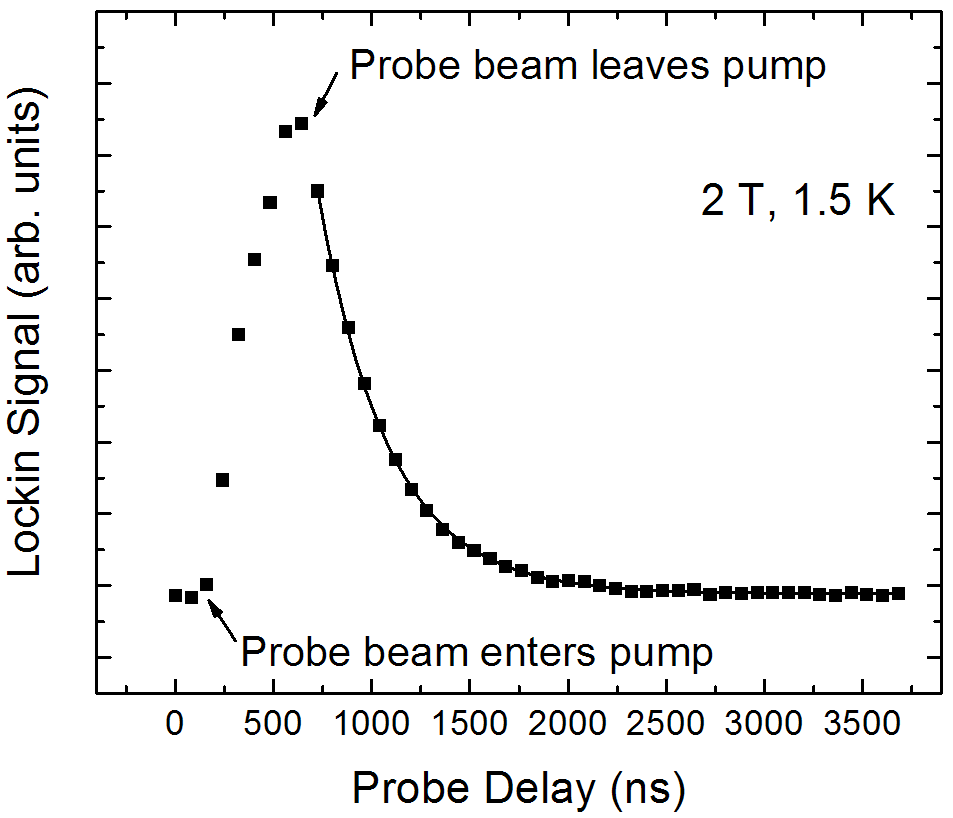 Probe beam leaves pump
2 T, 1.5 K
Lockin Signal (arb. units)
Probe beam enters pump
0 500 1000 1500 2000 2500 3000 3500
Probe Delay (ns)